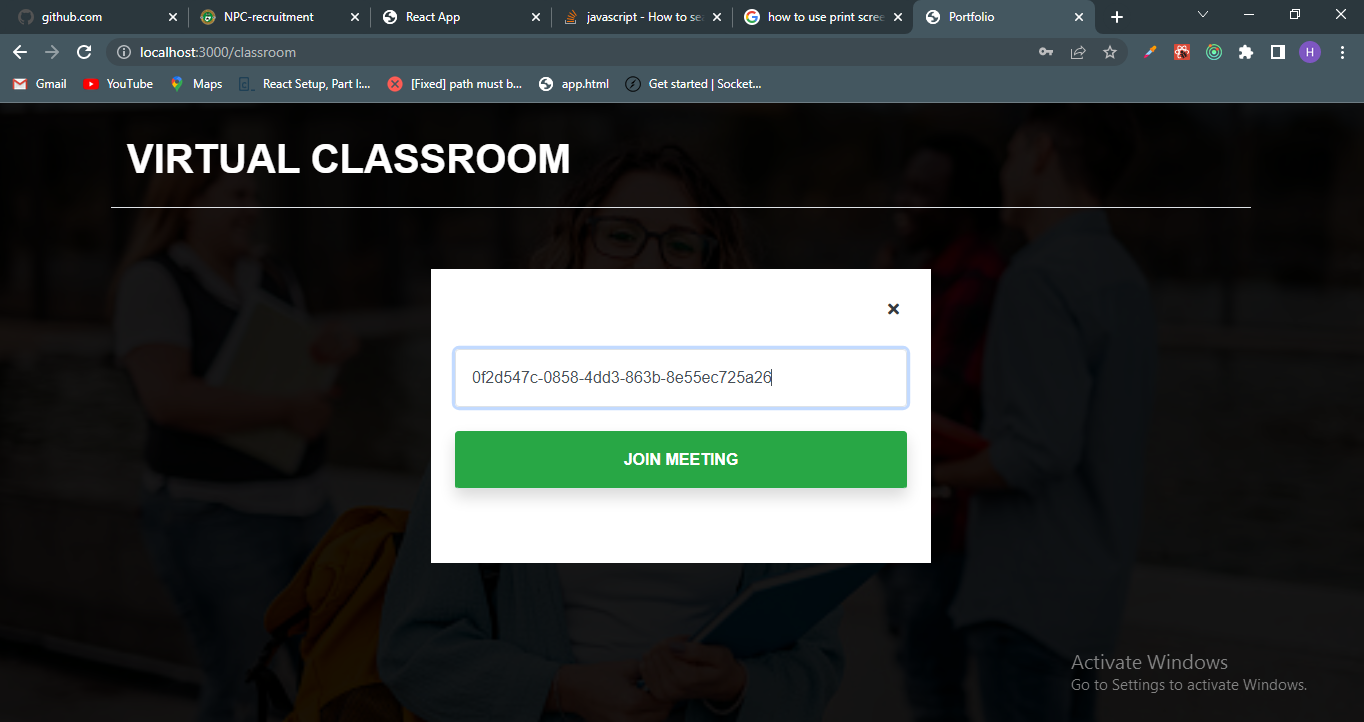 github.com
NPC-recruitment
React App
javascript - How to se
how to use print scree
Portfolio
localhost:3000/classroom
H
Gmail
YouTube
Maps
React Setup, Part I:...
[Fixed] path must b...
app.html
Get started | Socket...
VIRTUAL CLASSROOM
0f2d547c-0858-4dd3-863b-8e55ec725a26
JOIN MEETING
Activate Windows
Go to Settings to activate Windows.